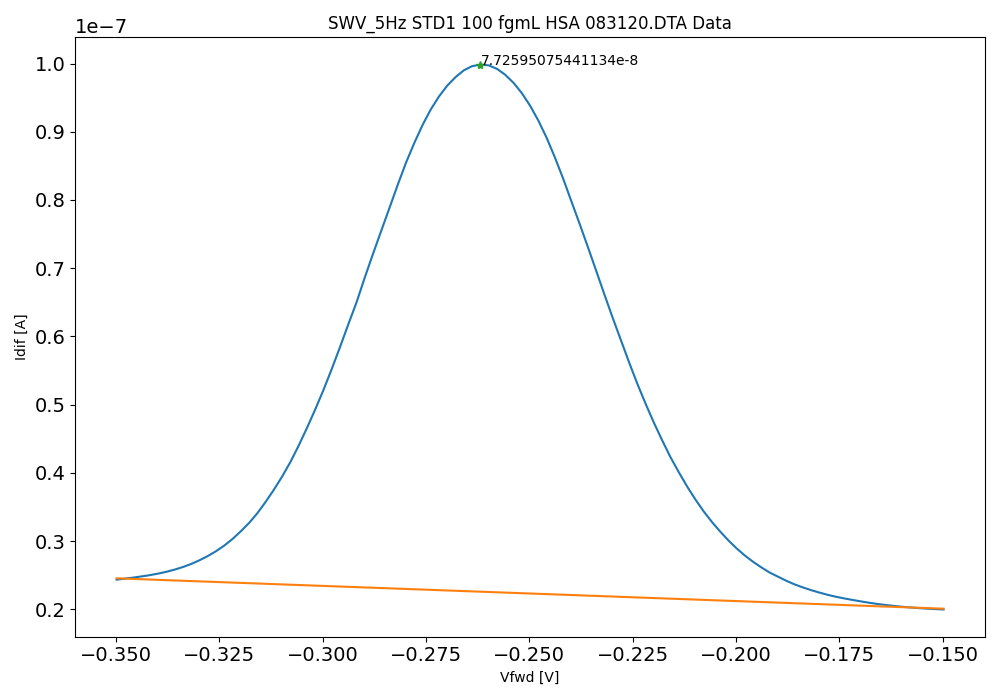 SWV_5Hz STD1 100 fgmL HSA 083120.DTA Data
1e−7
7.72595075441134e-8
1.0
0.9
0.8
0.7
0.6
0.5
0.4
0.3
0.2
Idif [A]
−0.350 −0.325 −0.300 −0.275 −0.250 −0.225 −0.200 −0.175 −0.150
Vfwd [V]